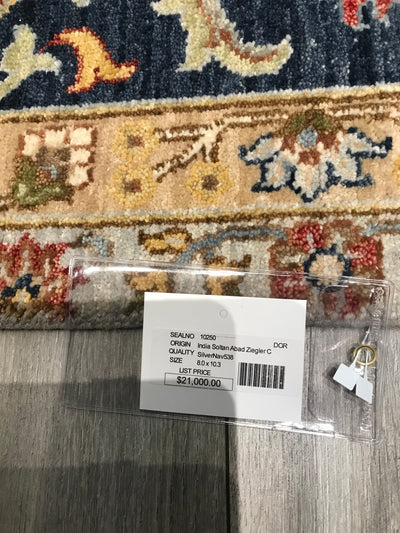 SEALNO 10250
ORIGIN India Soltan Abad Ziegler C DOR
QUALITY SilverNav538
SIZE 8.0 x 10.3
LIST PRICE
$21,000.00